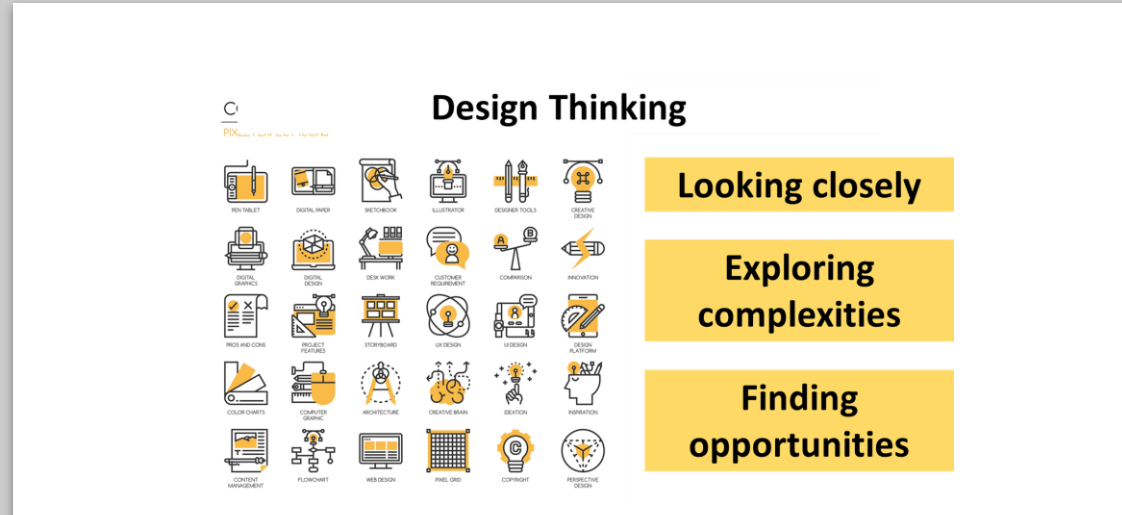 Design Thinking
PEN TABLET
DIGITAL PAPER
SKETCHBOOK
ILLUSTRATOR
DESIGNER TOOLS
CREATIVE
DESIGN
DIGITAL
GRAPHICS
DIGITAL
DESIGN
DESK WORK
CUSTOMER
REQUIREMENT
COMPARISON
INNOVATION
PROS AND CONS
PROJECT
FEATURES
STORYBOARD
UX DESIGN
UI DESIGN
DESIGN
PLATFORM
COLOR CHARTS
COMPUTER
GRAPHIC
ARCHITECTURE
CREATIVE BRAIN
IDEATION
INSPIRATION
CONTENT
MANAGEMENT
FLOWCHART
WEB DESIGN
PIXEL GRID
COPYRIGHT
PERSPECTIVE
DESIGN
Looking closely
Exploring
complexities
Finding
opportunities